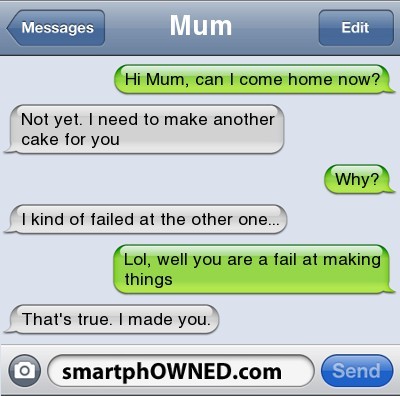 Messages
Mum
Edit
Hi Mum, can I come home now?
Not yet. I need to make another
cake for you
Why?
I kind of failed at the other one...
Lol, well you are a fail at making
things
That's true. I made you.
smartphOWNED.com
Send